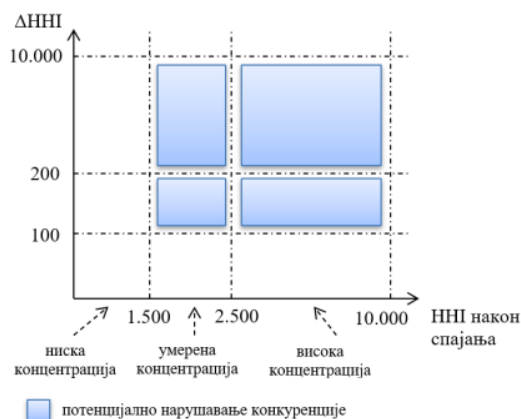 ΔHHI
10.000
200
100
1.500
2.500
10.000
HHI након
спајања
ниска
концентрација
умерена
концентрација
висока
концентрација
потенцијално нарушавање конкуренције